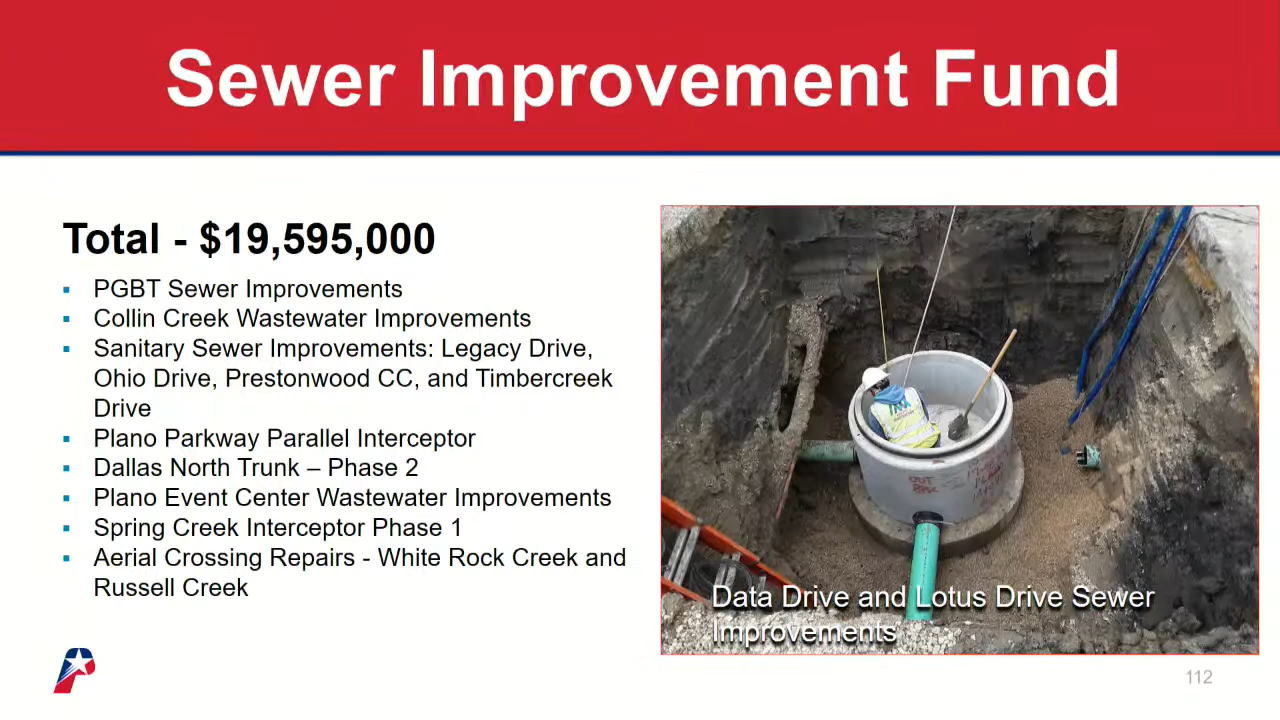 Sewer Improvement Fund
Total - $19,595,000
▪ PGBT Sewer Improvements
▪ Collin Creek Wastewater Improvements
▪ Sanitary Sewer Improvements: Legacy Drive,
Ohio Drive, Prestonwood CC, and Timbercreek
Drive
▪ Plano Parkway Parallel Interceptor
▪ Dallas North Trunk – Phase 2
▪ Plano Event Center Wastewater Improvements
▪ Spring Creek Interceptor Phase 1
▪ Aerial Crossing Repairs - White Rock Creek and
Russell Creek
OUT
Data Drive and Lotus Drive Sewer
Improvements
112